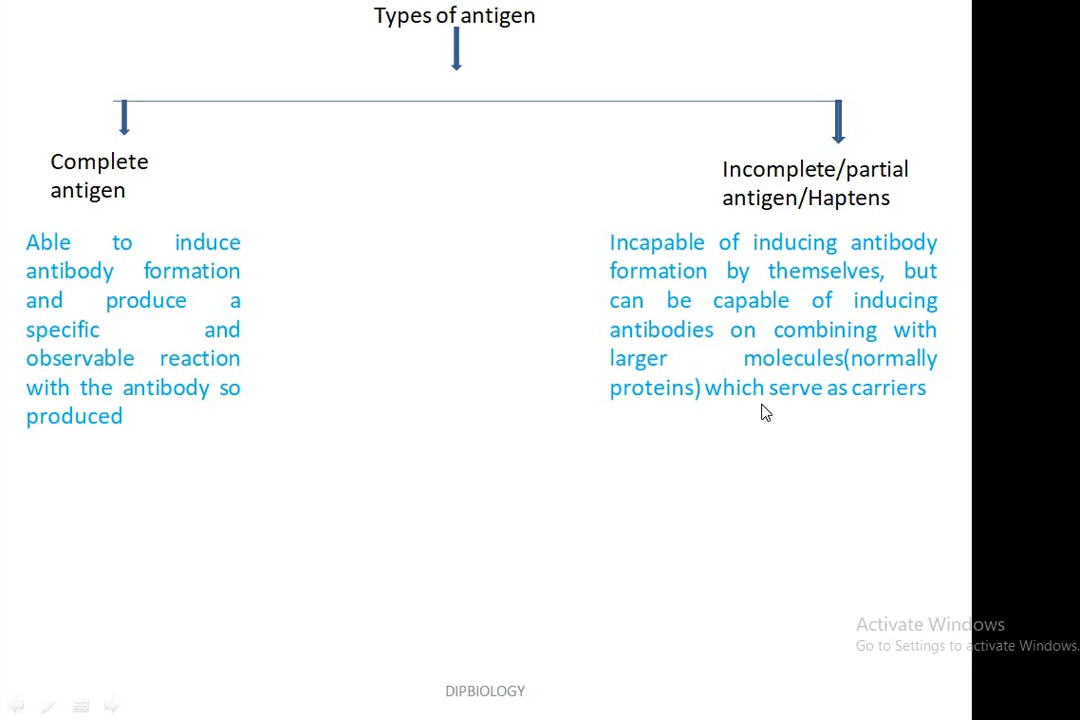 Types of antigen
Complete
antigen
Able to induce
antibody formation
and produce a
specific and
observable reaction
with the antibody so
produced
Incomplete/partial
antigen/Haptens
Incapable of inducing antibody
formation by themselves, but
can be capable of inducing
antibodies on combining with
larger molecules(normally
proteins) which serve as carriers
Activate Windows
Go to Settings to activate Windows.
DIPBIOLOGY